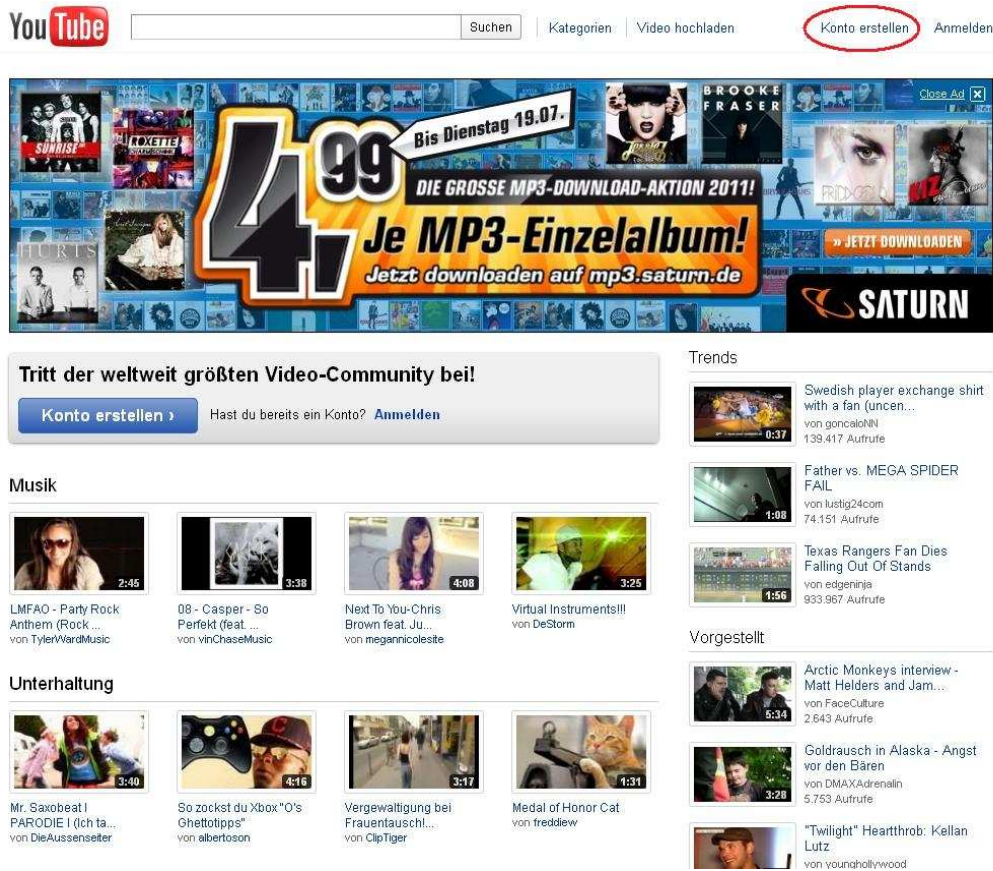 You Tube
Suchen
Kategorien
Video hochladen
Konto erstellen
Anmelden
Close Ad X
SUNRISE
ROXETTE
HURTS
BROOKE FRASER
KIZ
4,99
Bis Dienstag 19.07.
DIE GROSSE MP3-DOWNLOAD-AKTION 2011!
Je MP3-Einzelalbum!
Jetzt downloaden auf mp3.saturn.de
» JETZT DOWNLOADEN
SATURN
Tritt der weltweit größten Video-Community bei!
Konto erstellen ›
Hast du bereits ein Konto? Anmelden
Musik
2:45
LMFAO - Party Rock
Anthem (Rock ...
von TylerWardMusic
3:38
08 - Casper - So
Perfekt (feat. ...
von vinChaseMusic
4:08
Next To You-Chris
Brown feat. Ju...
von megannicolesite
3:25
Virtual Instruments!!!
von DeStorm
Unterhaltung
3:40
Mr. Saxobeat I
PARODIE I (Ich ta...
von DieAussenseiter
4:16
So zockst du Xbox "O's
Ghettotipps"
von albertoson
3:17
Vergewaltigung bei
Frauentausch!...
von ClipTiger
1:31
Medal of Honor Cat
von freddiew
Trends
0:37
Swedish player exchange shirt
with a fan (uncen...
von goncaloNN
139.417 Aufrufe
1:08
Father vs. MEGA SPIDER
FAIL
von lustig24com
74.151 Aufrufe
1:56
Texas Rangers Fan Dies
Falling Out Of Stands
von edgeninja
933.967 Aufrufe
Vorgestellt
5:34
Arctic Monkeys interview -
Matt Helders and Jam...
von FaceCulture
2.643 Aufrufe
3:28
Goldrausch in Alaska - Angst
vor den Bären
von DMAXAdrenalin
5.753 Aufrufe
"Twilight" Heartthrob: Kellan
Lutz
von younghollywood